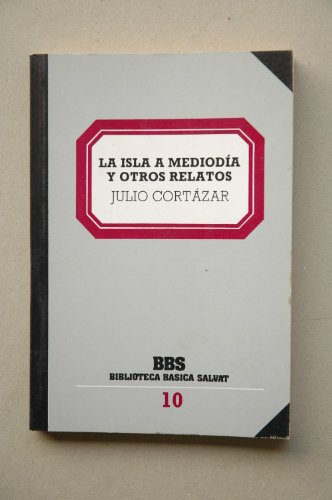 LA ISLA A MEDIODÍA
Y OTROS RELATOS
JULIO CORTÁZAR
BBS
BIBLIOTECA BASICA SALVAT
10